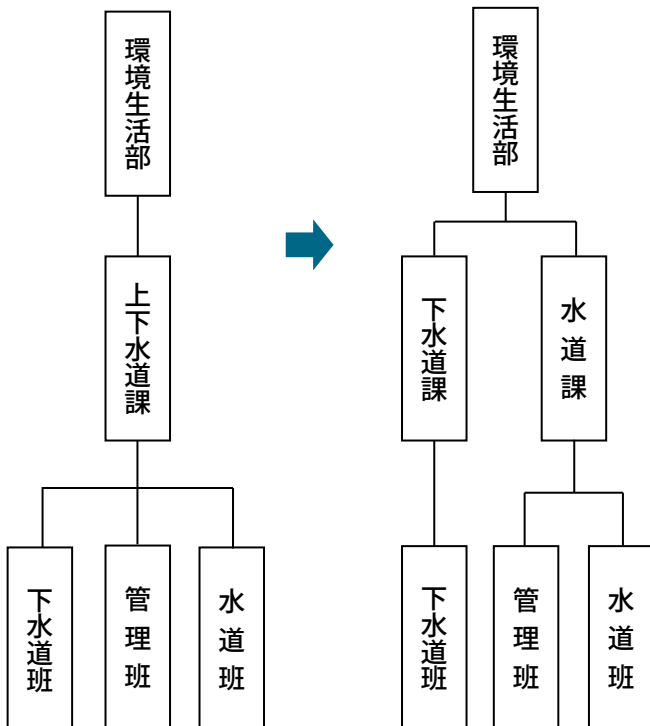 環境生活部
上下水道課
下水道班
管理班
水道班
環境生活部
下水道課
水道課
下水道班
管理班
水道班